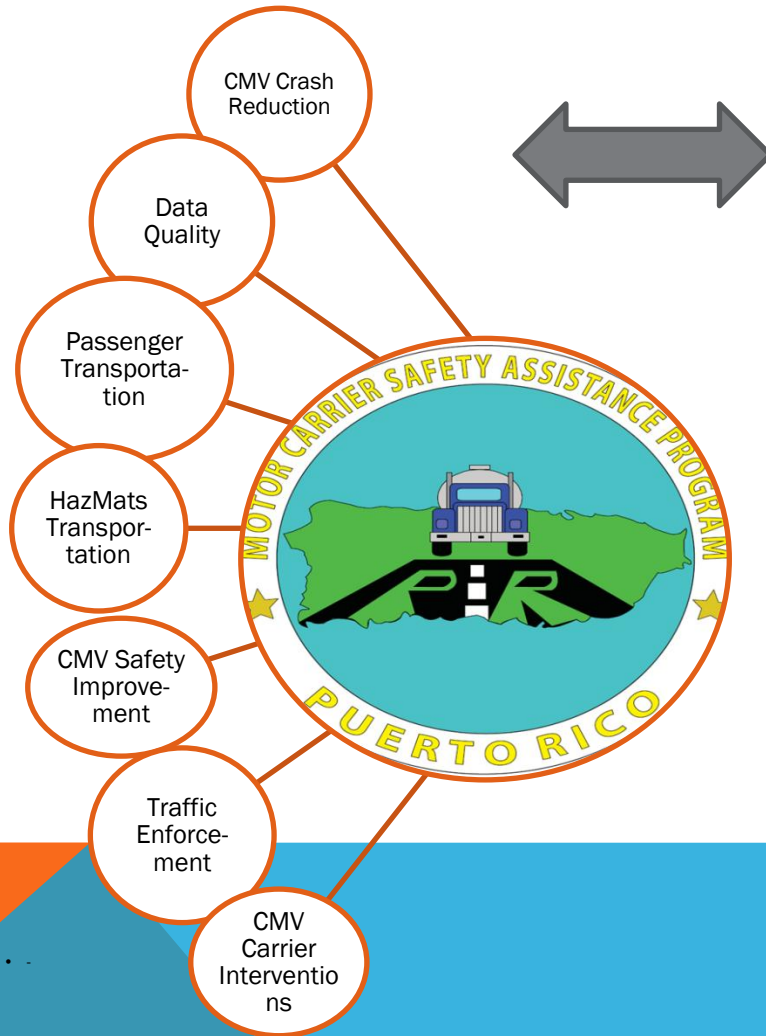 CMV Crash
Reduction
Data
Quality
Passenger
Transporta-
tion
HazMats
Transpor-
tation
CMV Safety
Improve-
ment
Traffic
Enforce-
ment
CMV
Carrier
Interventio
ns
MOTOR CARRIER SAFETY ASSISTANCE PROGRAM
PR
PUERTO RICO
• -